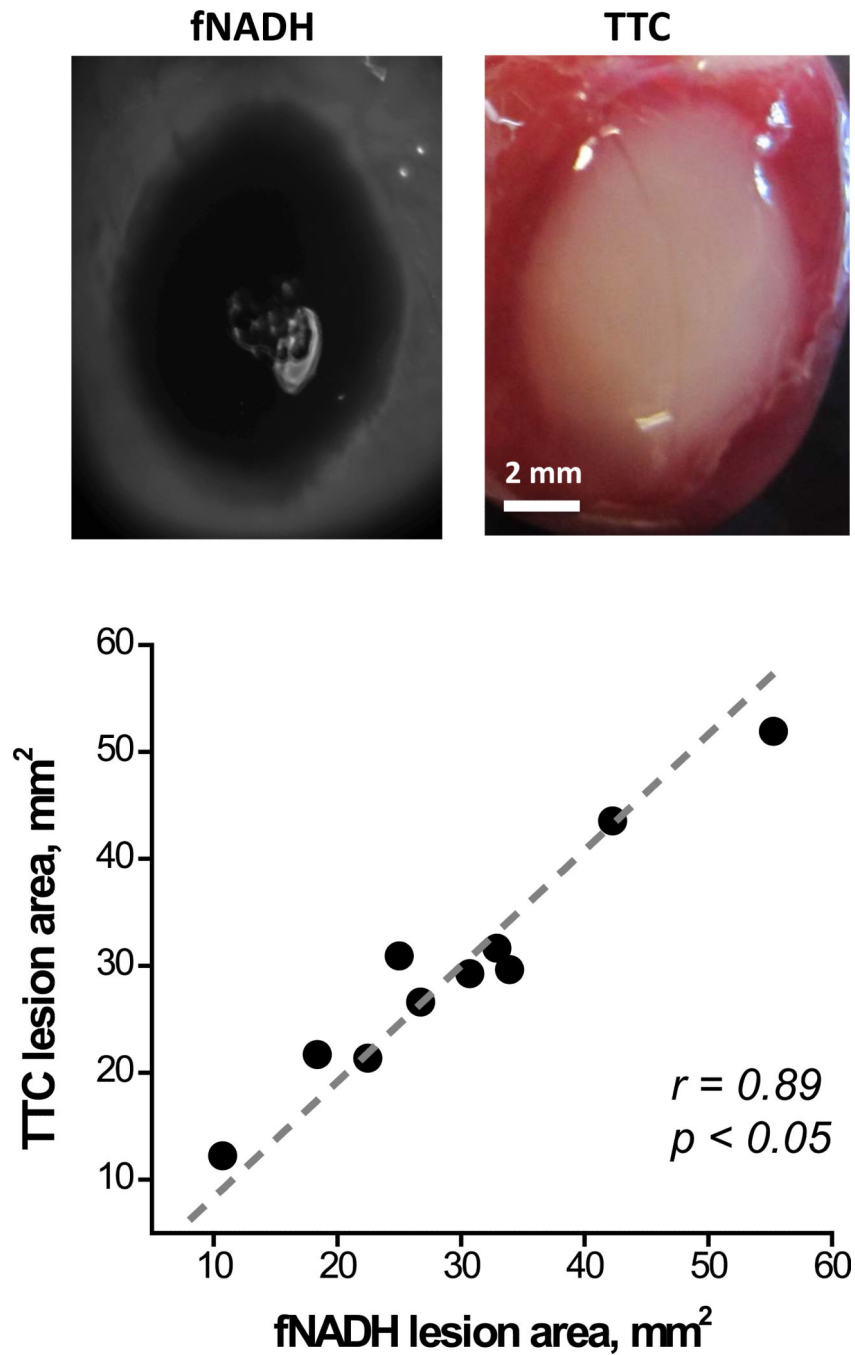 fNADH
TTC
2 mm
60
50
40
30
20
10
TTC lesion area, mm²
r = 0.89
p < 0.05
10 20 30 40 50 60
fNADH lesion area, mm²